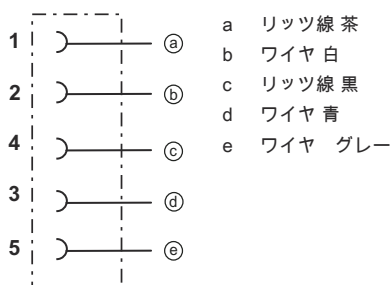 1 ⓐ
2 ⓑ
4 ⓒ
3 ⓓ
5 ⓔ
a リッツ線 茶
b ワイヤ 白
c リッツ線 黒
d ワイヤ 青
e ワイヤ　グレー